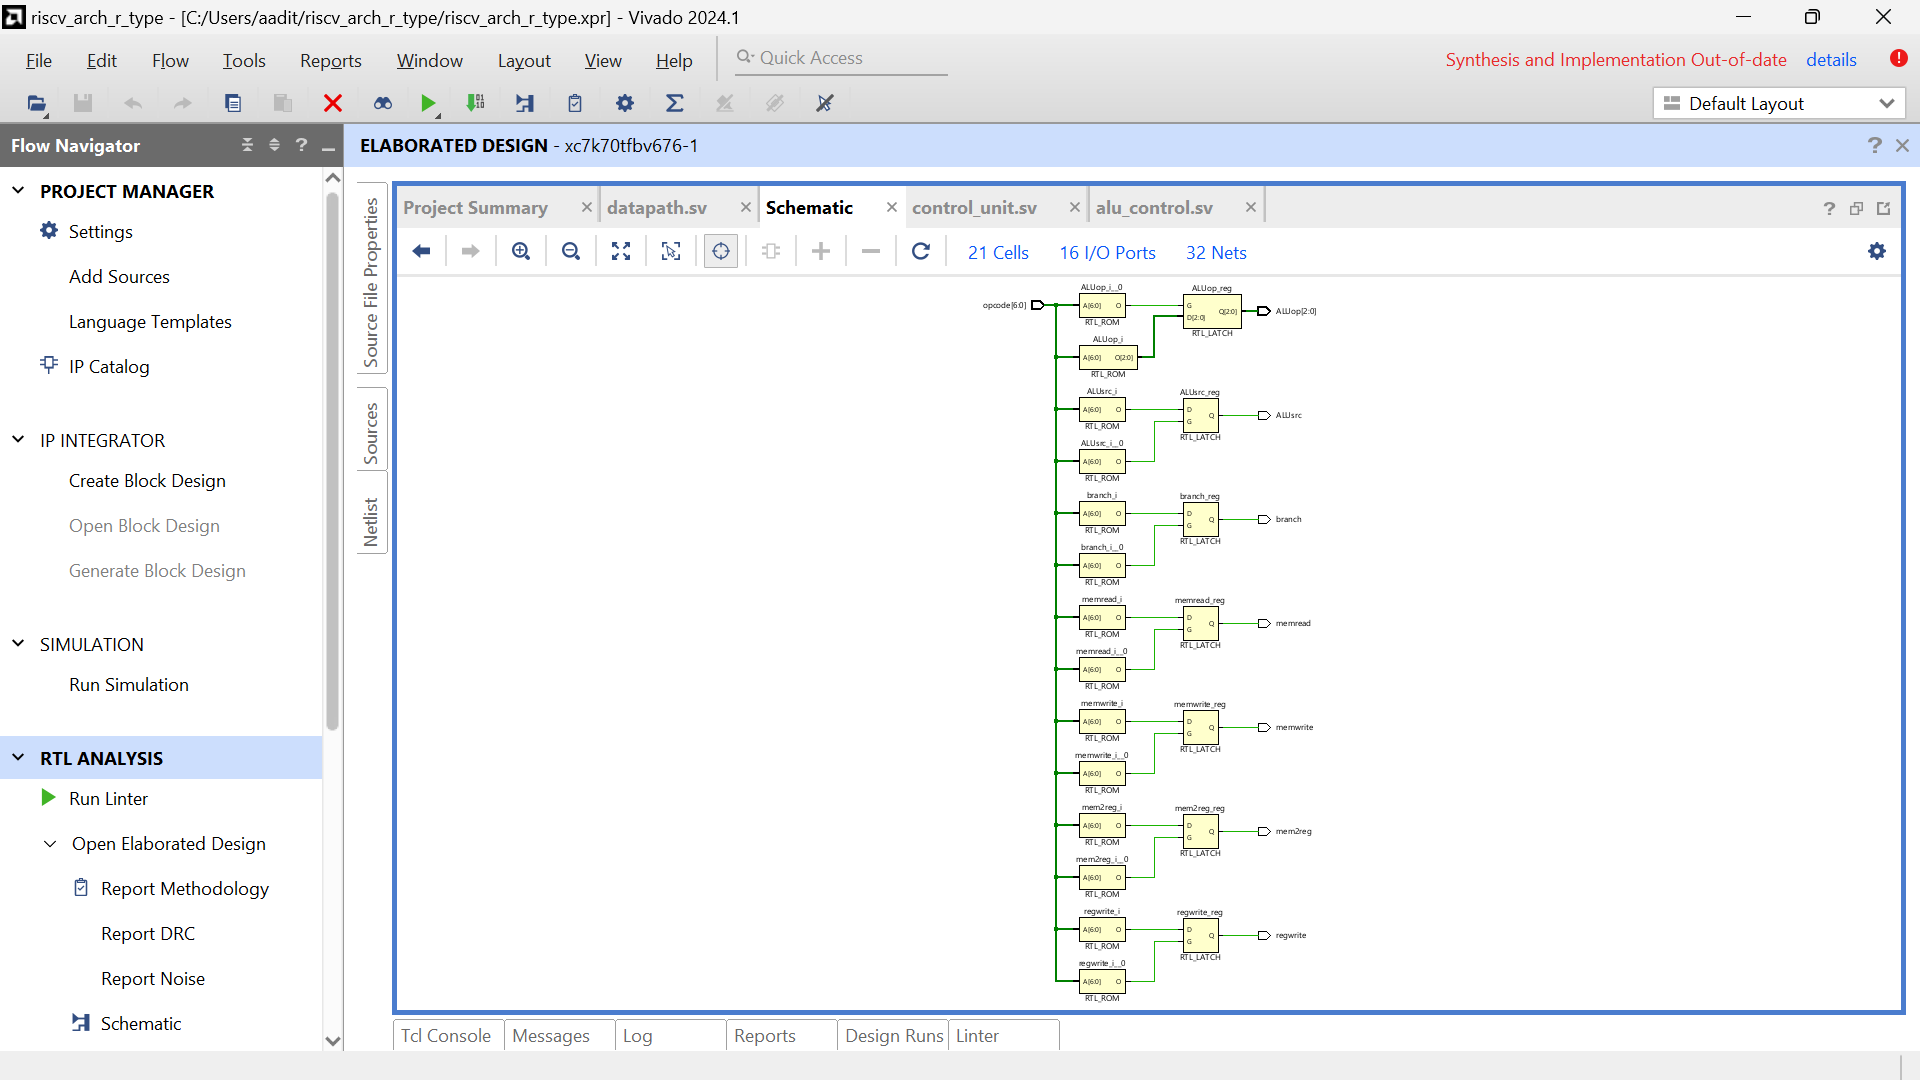 riscv_arch_r_type - [C:/Users/aadit/riscv_arch_r_type/riscv_arch_r_type.xpr] - Vivado 2024.1
File Edit Flow Tools Reports Window Layout View Help
Quick Access
Synthesis and Implementation Out-of-date details
Default Layout
Flow Navigator
PROJECT MANAGER
Settings
Add Sources
Language Templates
IP Catalog
IP INTEGRATOR
Create Block Design
Open Block Design
Generate Block Design
SIMULATION
Run Simulation
RTL ANALYSIS
Run Linter
Open Elaborated Design
Report Methodology
Report DRC
Report Noise
Schematic
ELABORATED DESIGN - xc7k70tfbv676-1
Source File Properties
Sources
Netlist
Project Summary datapath.sv Schematic control_unit.sv alu_control.sv
21 Cells 16 I/O Ports 32 Nets
opcode[6:0]
ALUop_i__0
A[6:0] O
RTL_ROM
ALUop_reg
G
D[2:0] Q[2:0]
RTL_LATCH
ALUop[2:0]
ALUop_i
A[6:0] O[2:0]
RTL_ROM
ALUsrc_i
A[6:0] O
RTL_ROM
ALUsrc_reg
D
G Q
RTL_LATCH
ALUsrc
ALUsrc_i__0
A[6:0] O
RTL_ROM
branch_i
A[6:0] O
RTL_ROM
branch_reg
D
G Q
RTL_LATCH
branch
branch_i__0
A[6:0] O
RTL_ROM
memread_i
A[6:0] O
RTL_ROM
memread_reg
D
G Q
RTL_LATCH
memread
memread_i__0
A[6:0] O
RTL_ROM
memwrite_i
A[6:0] O
RTL_ROM
memwrite_reg
D
G Q
RTL_LATCH
memwrite
memwrite_i__0
A[6:0] O
RTL_ROM
mem2reg_i
A[6:0] O
RTL_ROM
mem2reg_reg
D
G Q
RTL_LATCH
mem2reg
mem2reg_i__0
A[6:0] O
RTL_ROM
regwrite_i
A[6:0] O
RTL_ROM
regwrite_reg
D
G Q
RTL_LATCH
regwrite
regwrite_i__0
A[6:0] O
RTL_ROM
Tcl Console Messages Log Reports Design Runs Linter